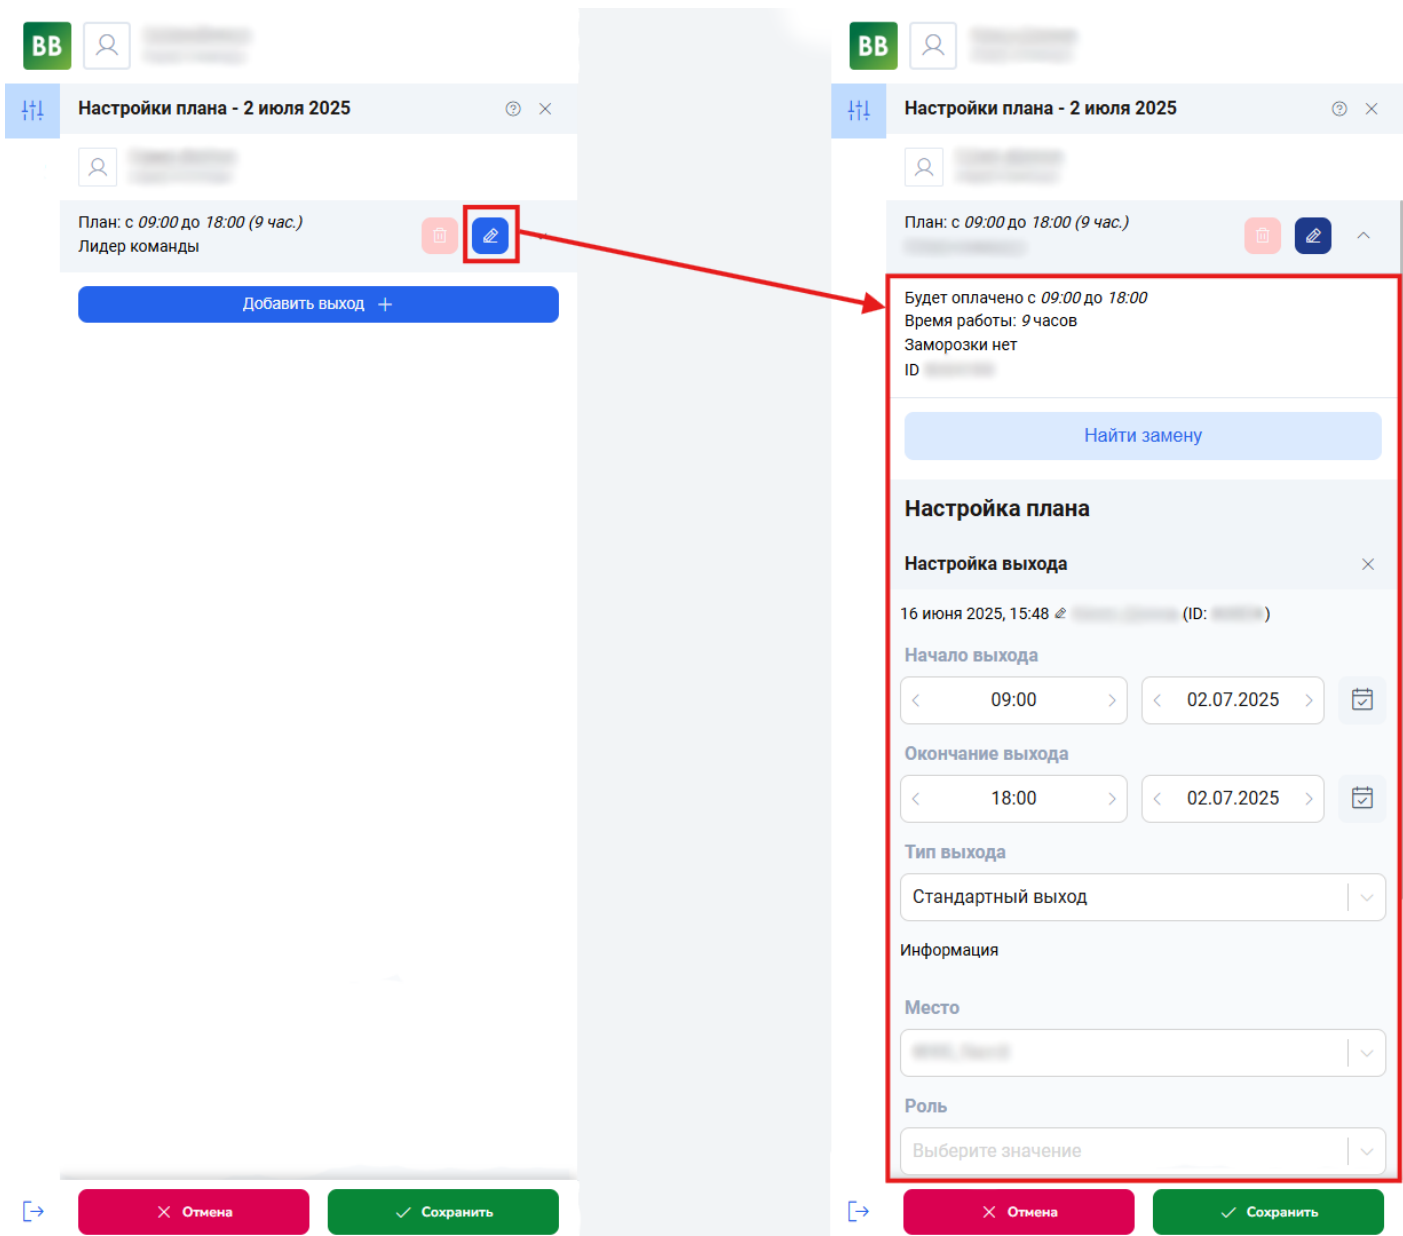 BB
Настройки плана - 2 июля 2025
План: с 09:00 до 18:00 (9 час.)
Лидер команды
Добавить выход +
Отмена
Сохранить
BB
Настройки плана - 2 июля 2025
План: с 09:00 до 18:00 (9 час.)
Будет оплачено с 09:00 до 18:00
Время работы: 9 часов
Заморозки нет
ID
Найти замену
Настройка плана
Настройка выхода
16 июня 2025, 15:48 (ID: )
Начало выхода
09:00 02.07.2025
Окончание выхода
18:00 02.07.2025
Тип выхода
Стандартный выход
Информация
Место
Роль
Выберите значение
Отмена
Сохранить